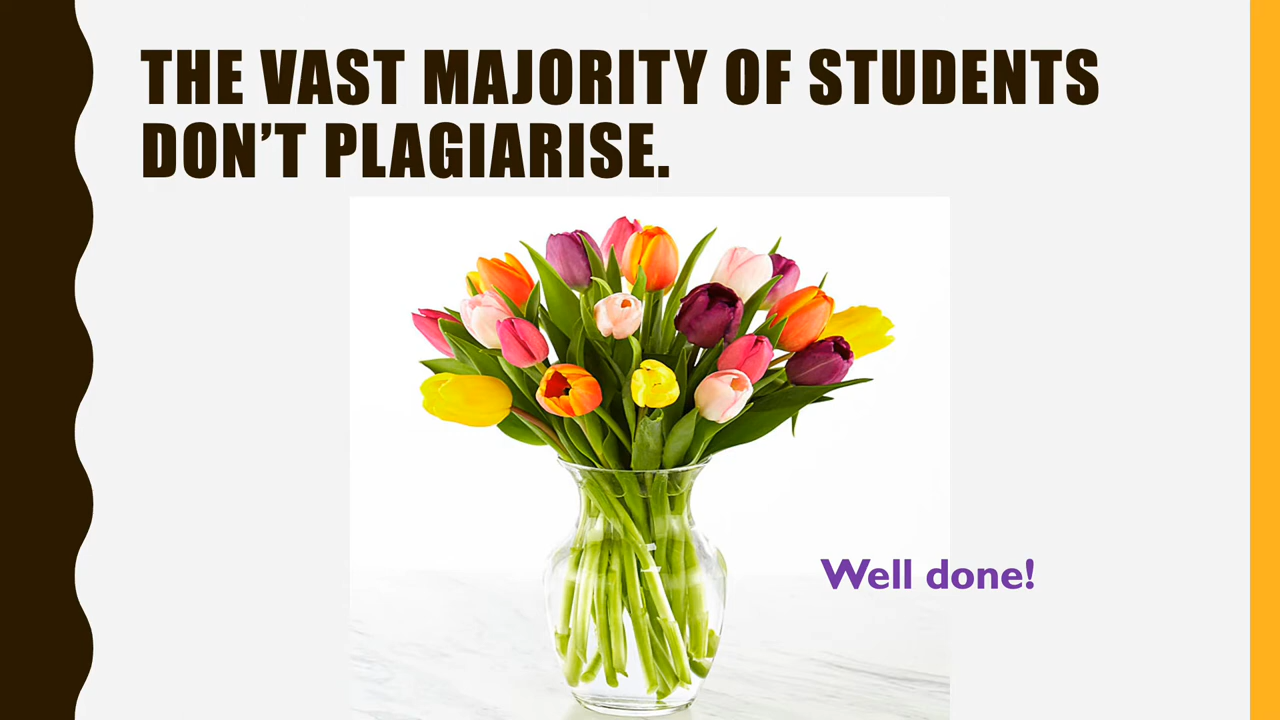 THE VAST MAJORITY OF STUDENTS
DON’T PLAGIARISE.
Well done!